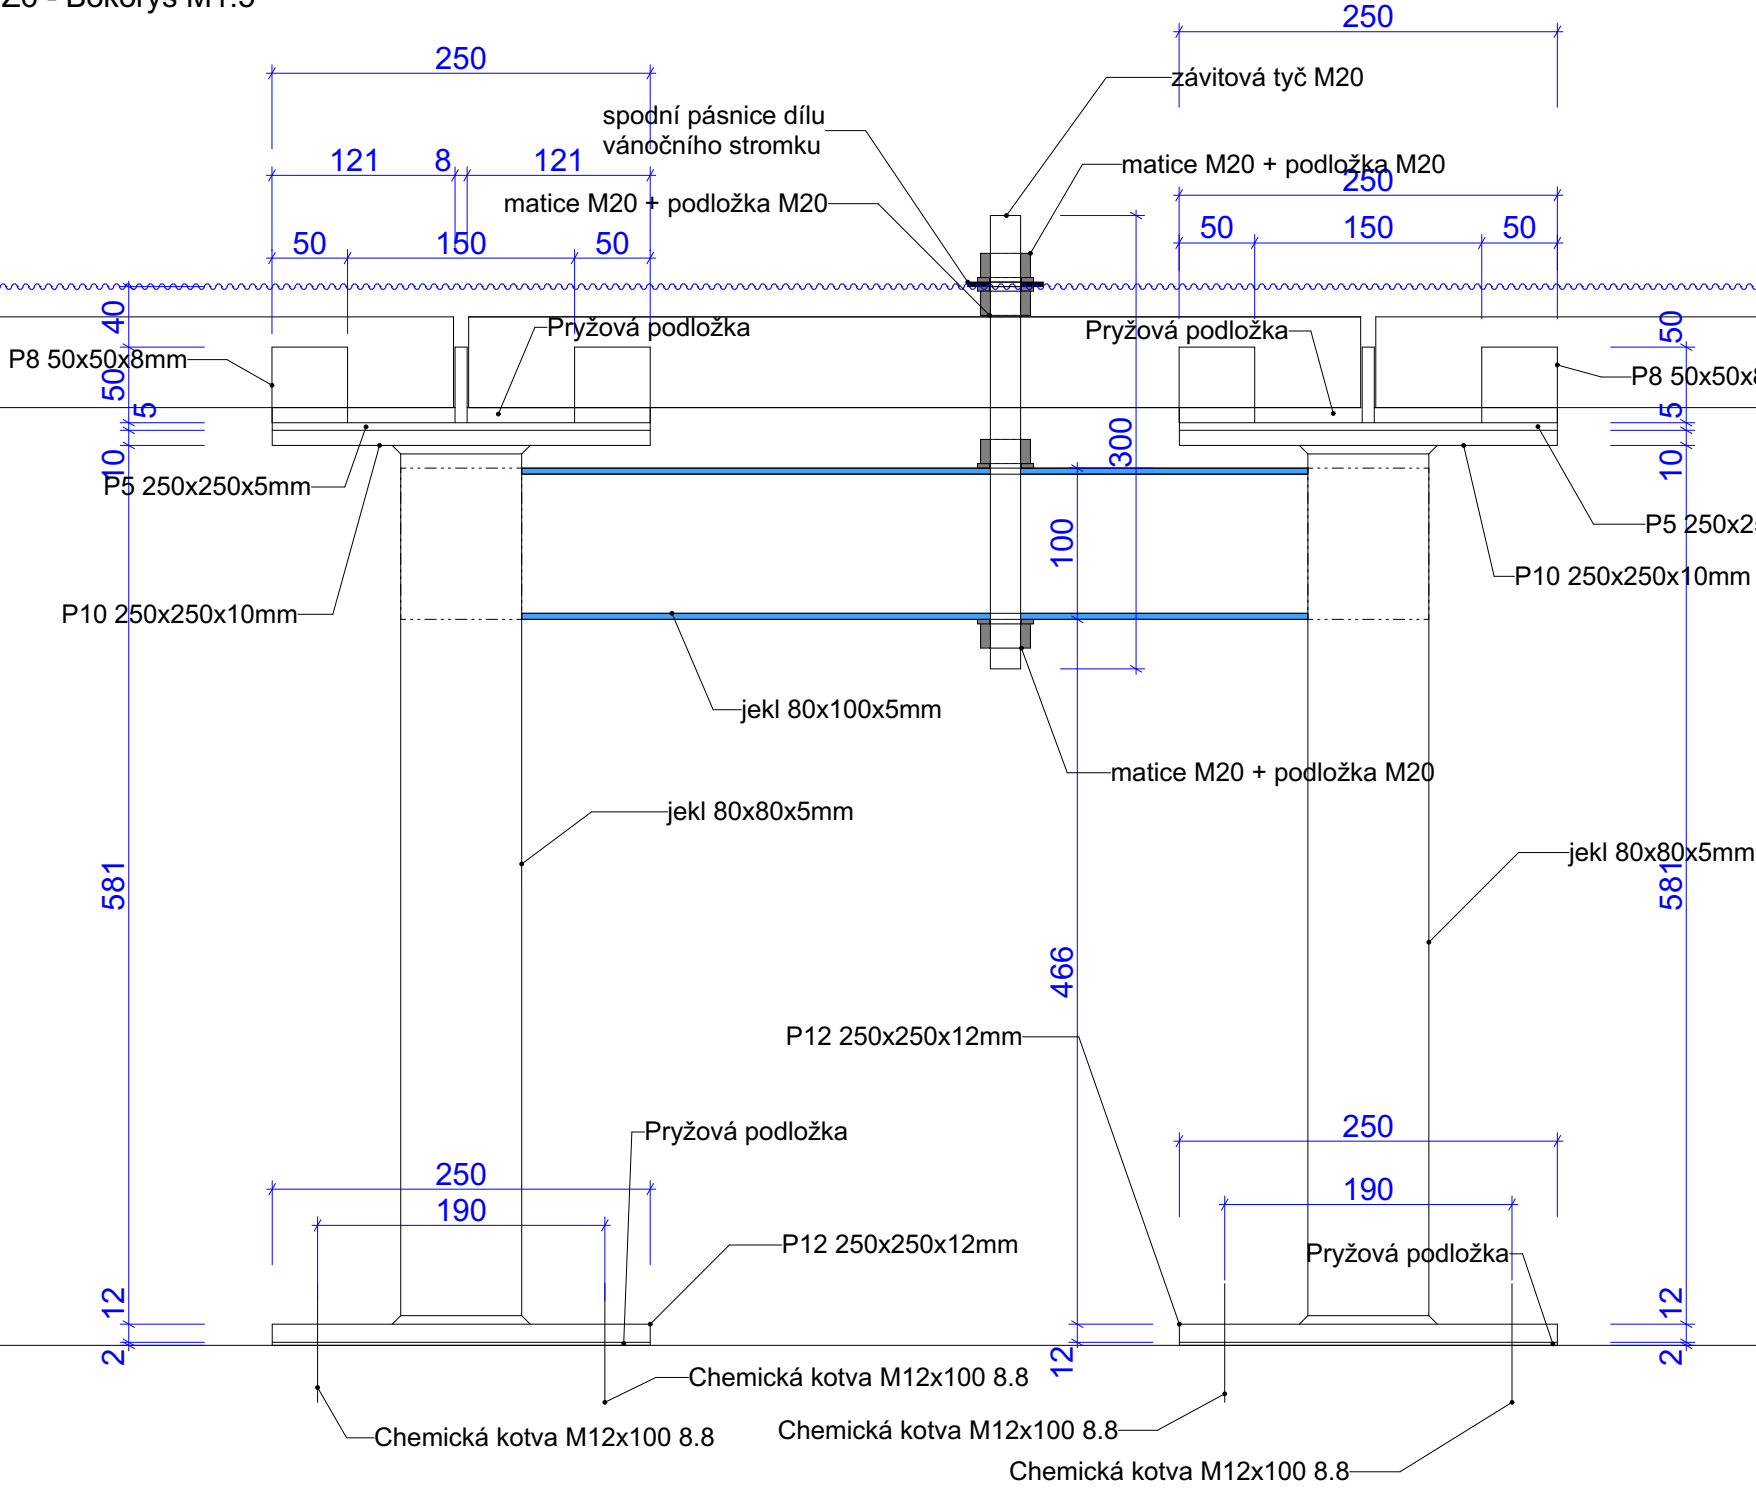 250
250
závitová tyč M20
spodní pásnice dílu
vánočního stromku
121
8
121
matice M20 + podložka M20
250
matice M20 + podložka M20
50
150
50
50
150
50
40
Pryžová podložka
Pryžová podložka
50
P8 50x50x8mm
50
P8 50x50x8
5
5
10
300
10
P5 250x250x5mm
100
P5 250x25
P10 250x250x10mm
P10 250x250x10mm
jekl 80x100x5mm
matice M20 + podložka M20
jekl 80x80x5mm
jekl 80x80x5mm
581
581
466
P12 250x250x12mm
Pryžová podložka
250
250
190
190
P12 250x250x12mm
Pryžová podložka
12
12
2
12
2
Chemická kotva M12x100 8.8
Chemická kotva M12x100 8.8
Chemická kotva M12x100 8.8
Chemická kotva M12x100 8.8